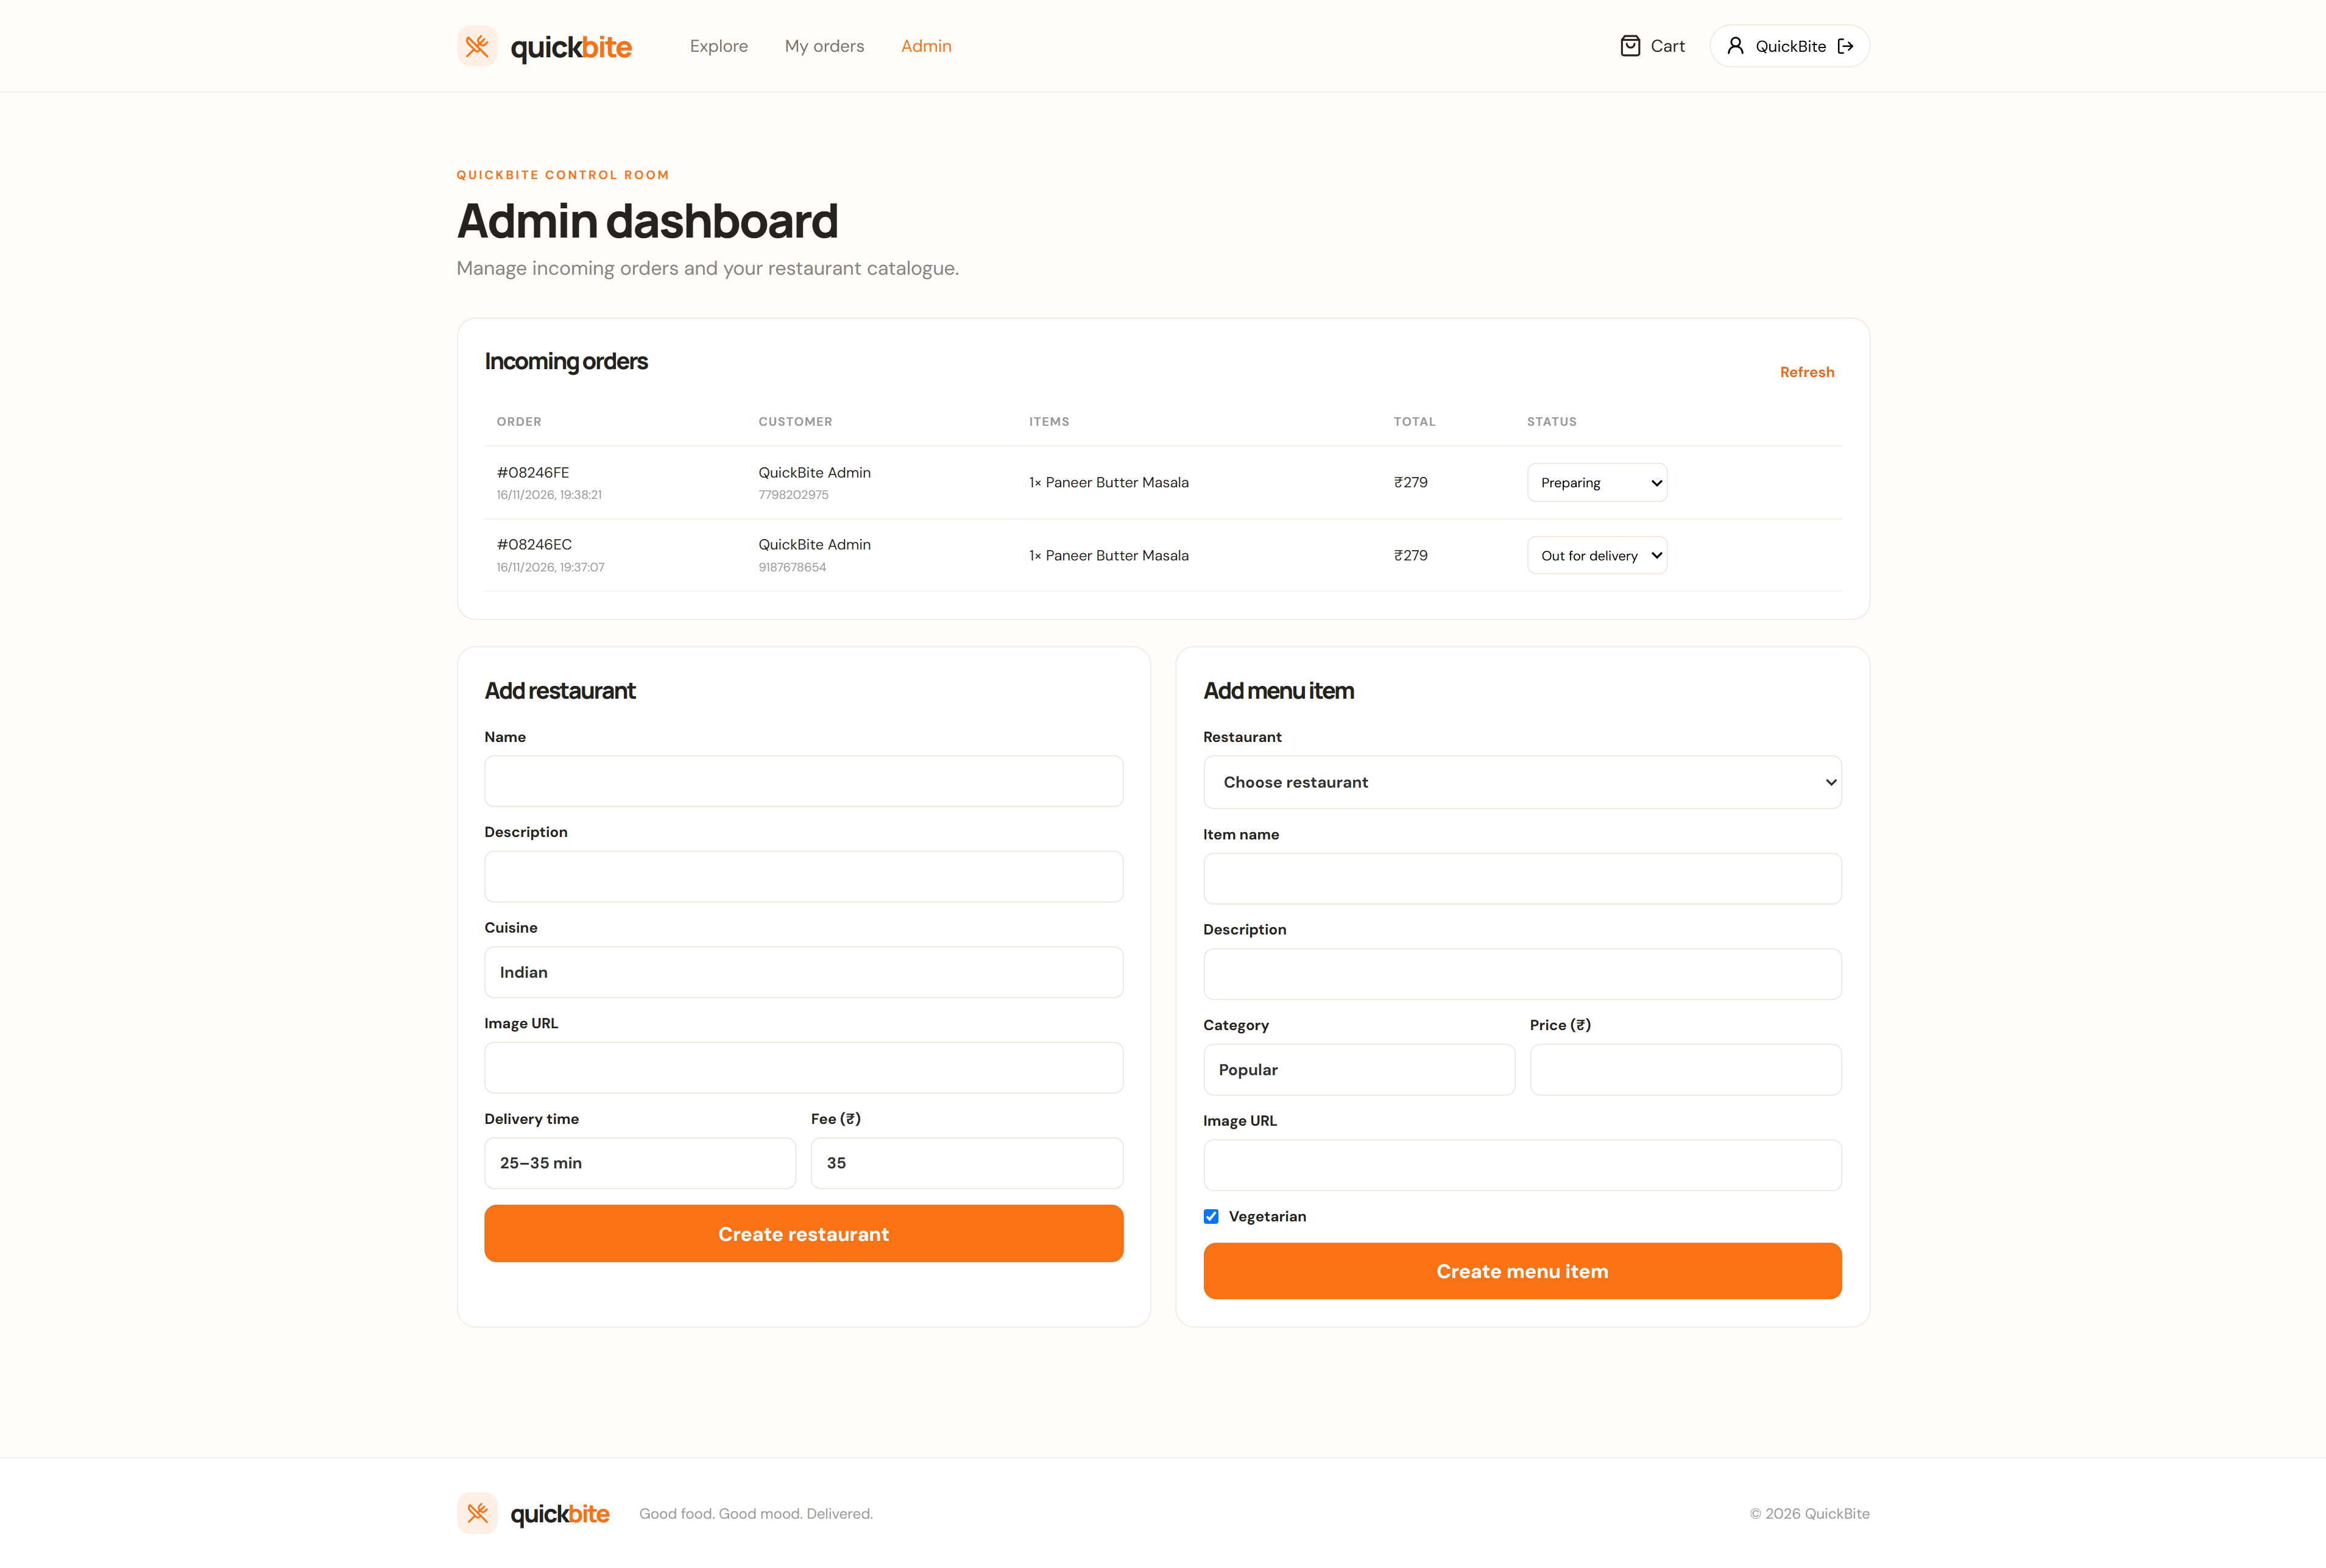 quickbite Explore My orders Admin Cart QuickBite
QUICKBITE CONTROL ROOM
Admin dashboard
Manage incoming orders and your restaurant catalogue.
Incoming orders
Refresh
ORDER CUSTOMER ITEMS TOTAL STATUS
#08246FE QuickBite Admin 1× Paneer Butter Masala ₹279 Preparing
16/11/2026, 19:38:21 7798202975
#08246EC QuickBite Admin 1× Paneer Butter Masala ₹279 Out for delivery
16/11/2026, 19:37:07 9187678654
Add restaurant
Name
Description
Cuisine
Indian
Image URL
Delivery time Fee (₹)
25–35 min 35
Create restaurant
Add menu item
Restaurant
Choose restaurant
Item name
Description
Category Price (₹)
Popular
Image URL
Vegetarian
Create menu item
quickbite Good food. Good mood. Delivered. © 2026 QuickBite